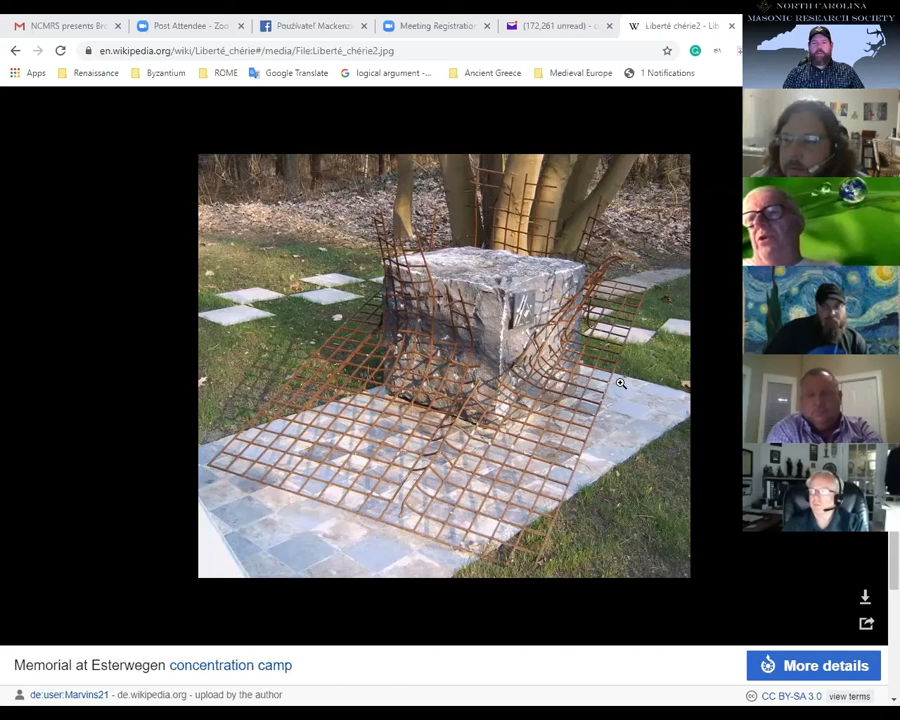 NCMRS presents Bro
Post Attendee - Zoo
Používateľ Mackenz
Meeting Registration
(172,261 unread) - c
Liberté chérie2 - Lib
en.wikipedia.org/wiki/Liberté_chérie#/media/File:Liberté_chérie2.jpg
Apps
Renaissance
Byzantium
ROME
Google Translate
logical argument -...
Ancient Greece
Medieval Europe
1 Notifications
NORTH CAROLINA
MASONIC RESEARCH SOCIETY
Memorial at Esterwegen concentration camp
More details
de:user:Marvins21 - de.wikipedia.org - upload by the author
CC BY-SA 3.0 view terms